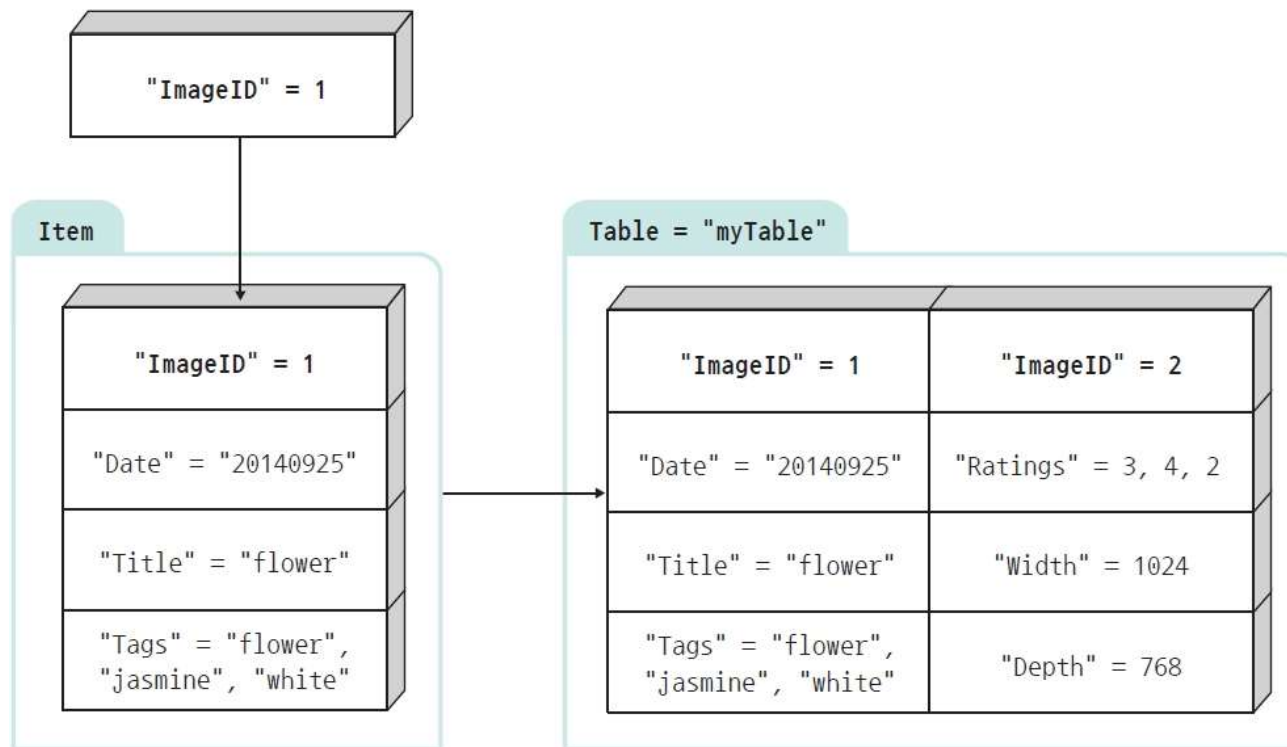 "ImageID" = 1
Item
"ImageID" = 1
"Date" = "20140925"
"Title" = "flower"
"Tags" = "flower",
"jasmine", "white"
Table = "myTable"
"ImageID" = 1
"Date" = "20140925"
"Title" = "flower"
"Tags" = "flower",
"jasmine", "white"
"ImageID" = 2
"Ratings" = 3, 4, 2
"Width" = 1024
"Depth" = 768